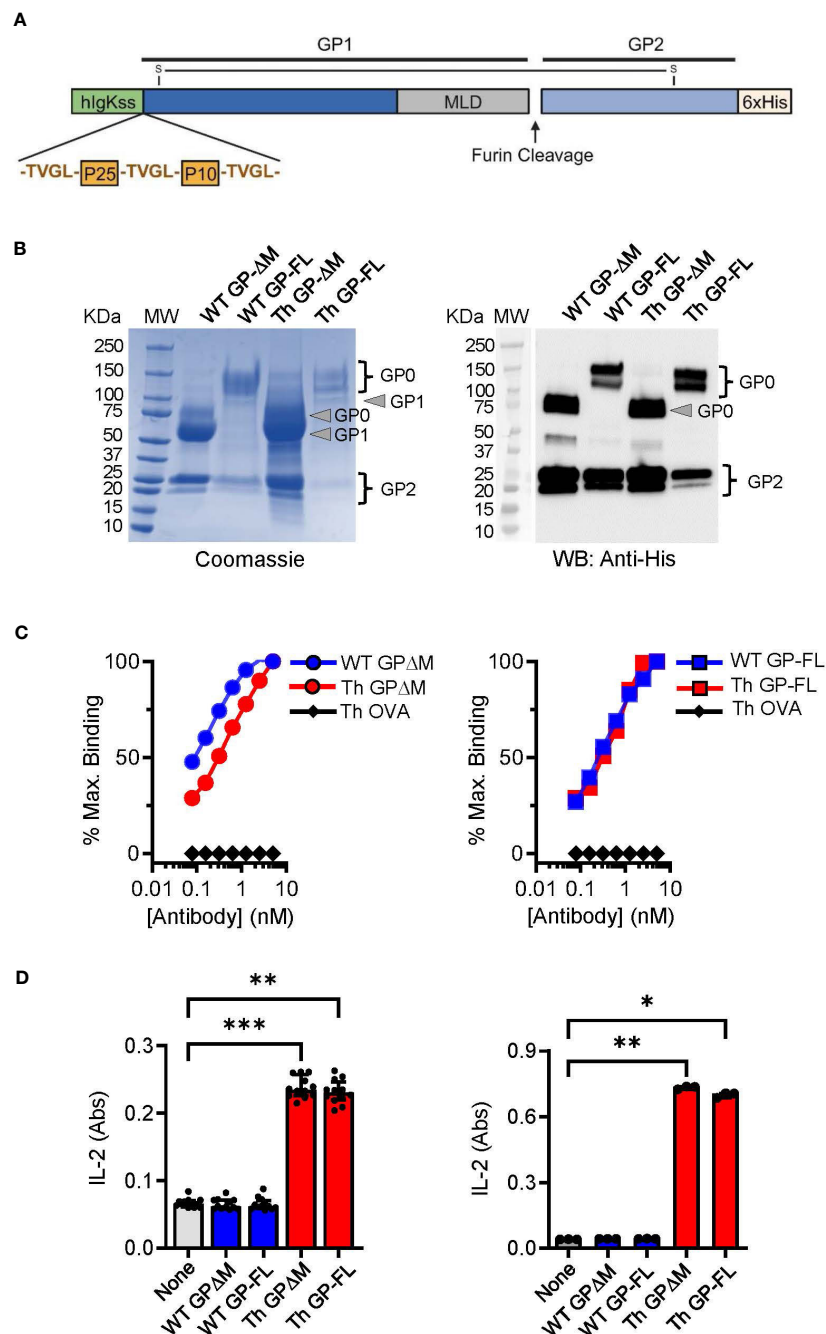 A
GP1
GP2
S
S
hIgKss
MLD
6xHis
Furin Cleavage
-TVGL-P25-TVGL-P10-TVGL-
B
KDa
MW
WT GP-ΔM
WT GP-FL
Th GP-ΔM
Th GP-FL
250
150
100
75
50
37
25
20
15
10
GP0
GP1
GP0
GP1
GP2
Coomassie
KDa
MW
WT GP-ΔM
WT GP-FL
Th GP-ΔM
Th GP-FL
250
150
100
75
50
37
25
20
15
10
GP0
GP0
GP2
WB: Anti-His
C
% Max. Binding
100
50
0
0.01
0.1
1
10
[Antibody] (nM)
WT GPΔM
Th GPΔM
Th OVA
% Max. Binding
100
50
0
0.01
0.1
1
10
[Antibody] (nM)
WT GP-FL
Th GP-FL
Th OVA
D
**
***
IL-2 (Abs)
0.3
0.2
0.1
0.0
None
WT GPΔM
WT GP-FL
Th GPΔM
Th GP-FL
*
**
IL-2 (Abs)
0.9
0.6
0.3
0.0
None
WT GPΔM
WT GP-FL
Th GPΔM
Th GP-FL